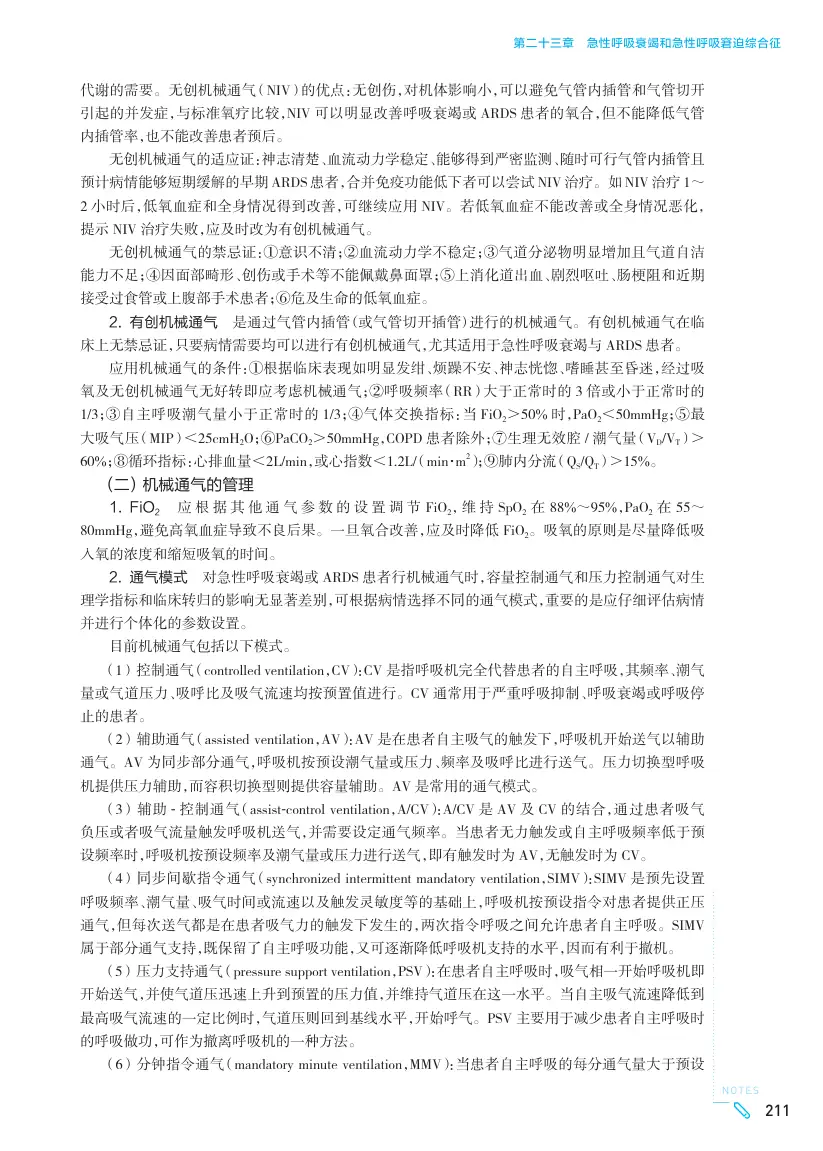 第二十三章 急性呼吸衰竭和急性呼吸窘迫综合征
代谢的需要。无创机械通气（NIV）的优点：无创伤，对机体影响小，可以避免气管内插管和气管切开
引起的并发症，与标准氧疗比较，NIV 可以明显改善呼吸衰竭或 ARDS 患者的氧合，但不能降低气管
内插管率，也不能改善患者预后。
无创机械通气的适应证：神志清楚、血流动力学稳定、能够得到严密监测、随时可行气管内插管且
预计病情能够短期缓解的早期 ARDS 患者，合并免疫功能低下者可以尝试 NIV 治疗。如 NIV 治疗 1～
2 小时后，低氧血症和全身情况得到改善，可继续应用 NIV。若低氧血症不能改善或全身情况恶化，
提示 NIV 治疗失败，应及时改为有创机械通气。
无创机械通气的禁忌证：①意识不清；②血流动力学不稳定；③气道分泌物明显增加且气道自洁
能力不足；④因面部畸形、创伤或手术等不能佩戴鼻面罩；⑤上消化道出血、剧烈呕吐、肠梗阻和近期
接受过食管或上腹部手术患者；⑥危及生命的低氧血症。
2. 有创机械通气 是通过气管内插管（或气管切开插管）进行的机械通气。有创机械通气在临
床上无禁忌证，只要病情需要均可以进行有创机械通气，尤其适用于急性呼吸衰竭与 ARDS 患者。
应用机械通气的条件：①根据临床表现如明显发绀、烦躁不安、神志恍惚、嗜睡甚至昏迷，经过吸
氧及无创机械通气无好转即应考虑机械通气；②呼吸频率（RR）大于正常时的 3 倍或小于正常时的
1/3；③自主呼吸潮气量小于正常时的 1/3；④气体交换指标：当 FiO₂＞50% 时，PaO₂＜50mmHg；⑤最
大吸气压（MIP）＜25cmH₂O；⑥PaCO₂＞50mmHg，COPD 患者除外；⑦生理无效腔 / 潮气量（V_D/V_T）＞
60%；⑧循环指标：心排血量＜2L/min，或心指数＜1.2L/（min·m²）；⑨肺内分流（Q_S/Q_T）＞15%。
（二）机械通气的管理
1. FiO₂ 应根据其他通气参数的设置调节 FiO₂，维持 SpO₂ 在 88%～95%，PaO₂ 在 55～
80mmHg，避免高氧血症导致不良后果。一旦氧合改善，应及时降低 FiO₂。吸氧的原则是尽量降低吸
入氧的浓度和缩短吸氧的时间。
2. 通气模式 对急性呼吸衰竭或 ARDS 患者行机械通气时，容量控制通气和压力控制通气对生
理学指标和临床转归的影响无显著差别，可根据病情选择不同的通气模式，重要的是应仔细评估病情
并进行个体化的参数设置。
目前机械通气包括以下模式。
（1）控制通气（controlled ventilation，CV）：CV 是指呼吸机完全代替患者的自主呼吸，其频率、潮气
量或气道压力、吸呼比及吸气流速均按预置值进行。CV 通常用于严重呼吸抑制、呼吸衰竭或呼吸停
止的患者。
（2）辅助通气（assisted ventilation，AV）：AV 是在患者自主吸气的触发下，呼吸机开始送气以辅助
通气。AV 为同步部分通气，呼吸机按预设潮气量或压力、频率及吸呼比进行送气。压力切换型呼吸
机提供压力辅助，而容积切换型则提供容量辅助。AV 是常用的通气模式。
（3）辅助 - 控制通气（assist-control ventilation，A/CV）：A/CV 是 AV 及 CV 的结合，通过患者吸气
负压或者吸气流量触发呼吸机送气，并需要设定通气频率。当患者无力触发或自主呼吸频率低于预
设频率时，呼吸机按预设频率及潮气量或压力进行送气，即有触发时为 AV，无触发时为 CV。
（4）同步间歇指令通气（synchronized intermittent mandatory ventilation，SIMV）：SIMV 是预先设置
呼吸频率、潮气量、吸气时间或流速以及触发灵敏度等的基础上，呼吸机按预设指令对患者提供正压
通气，但每次送气都是在患者吸气力的触发下发生的，两次指令呼吸之间允许患者自主呼吸。SIMV
属于部分通气支持，既保留了自主呼吸功能，又可逐渐降低呼吸机支持的水平，因而有利于撤机。
（5）压力支持通气（pressure support ventilation，PSV）：在患者自主呼吸时，吸气相一开始呼吸机即
开始送气，并使气道压迅速上升到预置的压力值，并维持气道压在这一水平。当自主吸气流速降低到
最高吸气流速的一定比例时，气道压则回到基线水平，开始呼气。PSV 主要用于减少患者自主呼吸时
的呼吸做功，可作为撤离呼吸机的一种方法。
（6）分钟指令通气（mandatory minute ventilation，MMV）：当患者自主呼吸的每分通气量大于预设
NOTES
211